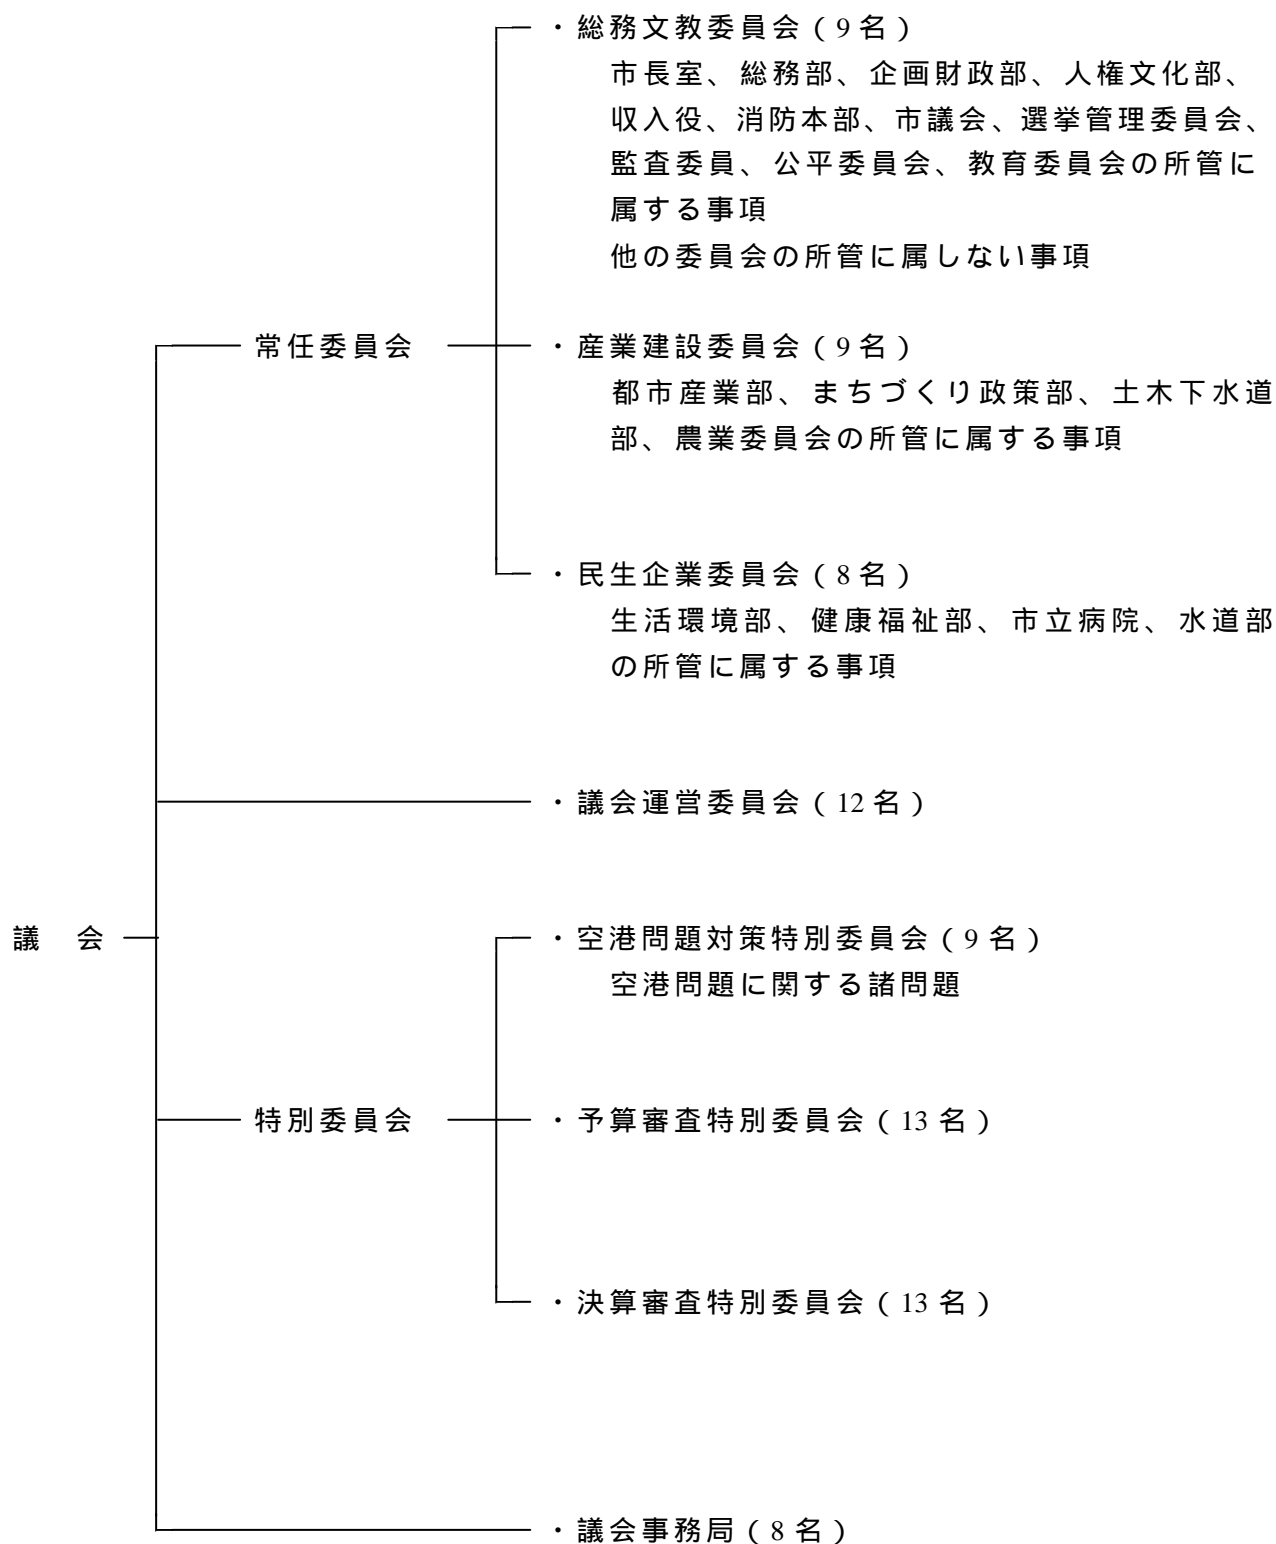 ・総務文教委員会（9名）
市長室、総務部、企画財政部、人権文化部、
収入役、消防本部、市議会、選挙管理委員会、
監査委員、公平委員会、教育委員会の所管に
属する事項
他の委員会の所管に属しない事項
常任委員会
・産業建設委員会（9名）
都市産業部、まちづくり政策部、土木下水道
部、農業委員会の所管に属する事項
・民生企業委員会（8名）
生活環境部、健康福祉部、市立病院、水道部
の所管に属する事項
・議会運営委員会（12名）
議　会
・空港問題対策特別委員会（9名）
空港問題に関する諸問題
特別委員会
・予算審査特別委員会（13名）
・決算審査特別委員会（13名）
・議会事務局（8名）